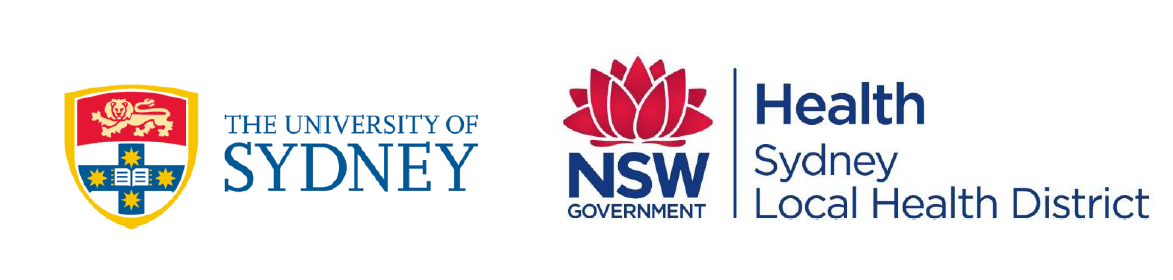 THE UNIVERSITY OF
SYDNEY
NSW
GOVERNMENT
Health
Sydney
Local Health District